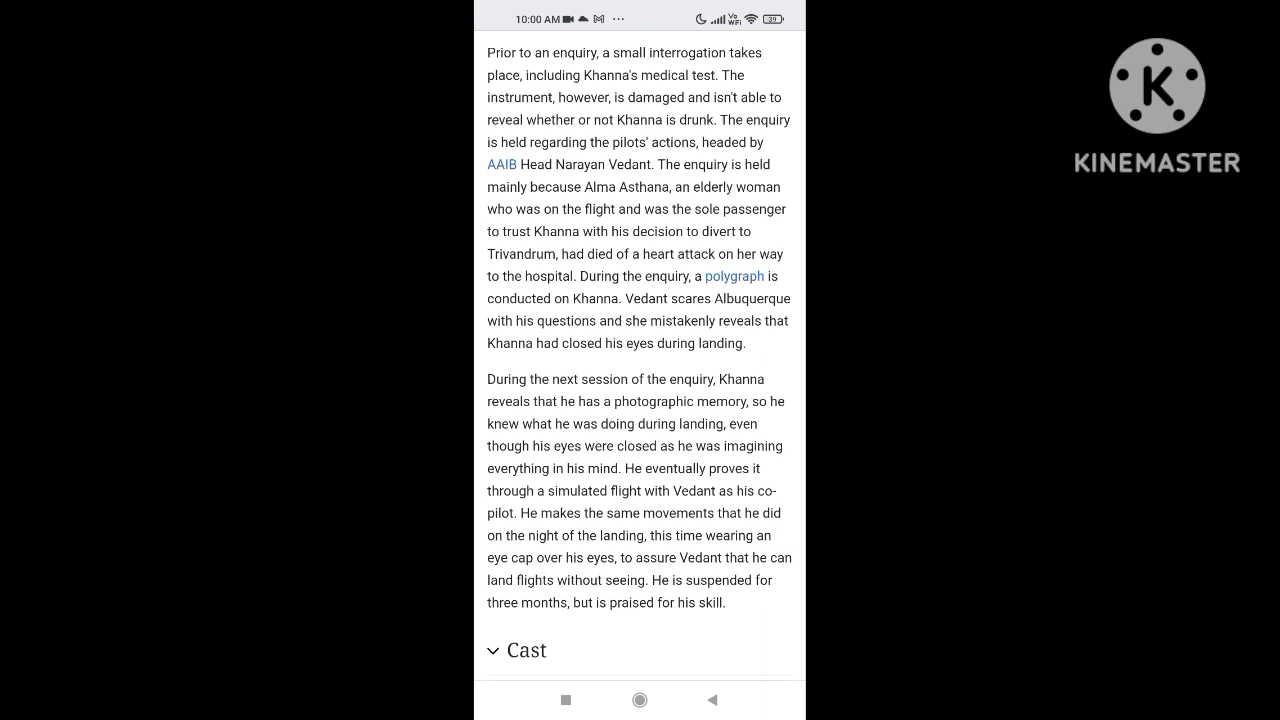 10:00 AM
Vo WiFi
39
Prior to an enquiry, a small interrogation takes
place, including Khanna's medical test. The
instrument, however, is damaged and isn't able to
reveal whether or not Khanna is drunk. The enquiry
is held regarding the pilots' actions, headed by
AAIB Head Narayan Vedant. The enquiry is held
mainly because Alma Asthana, an elderly woman
who was on the flight and was the sole passenger
to trust Khanna with his decision to divert to
Trivandrum, had died of a heart attack on her way
to the hospital. During the enquiry, a polygraph is
conducted on Khanna. Vedant scares Albuquerque
with his questions and she mistakenly reveals that
Khanna had closed his eyes during landing.
During the next session of the enquiry, Khanna
reveals that he has a photographic memory, so he
knew what he was doing during landing, even
though his eyes were closed as he was imagining
everything in his mind. He eventually proves it
through a simulated flight with Vedant as his co-
pilot. He makes the same movements that he did
on the night of the landing, this time wearing an
eye cap over his eyes, to assure Vedant that he can
land flights without seeing. He is suspended for
three months, but is praised for his skill.
Cast
K
KINEMASTER